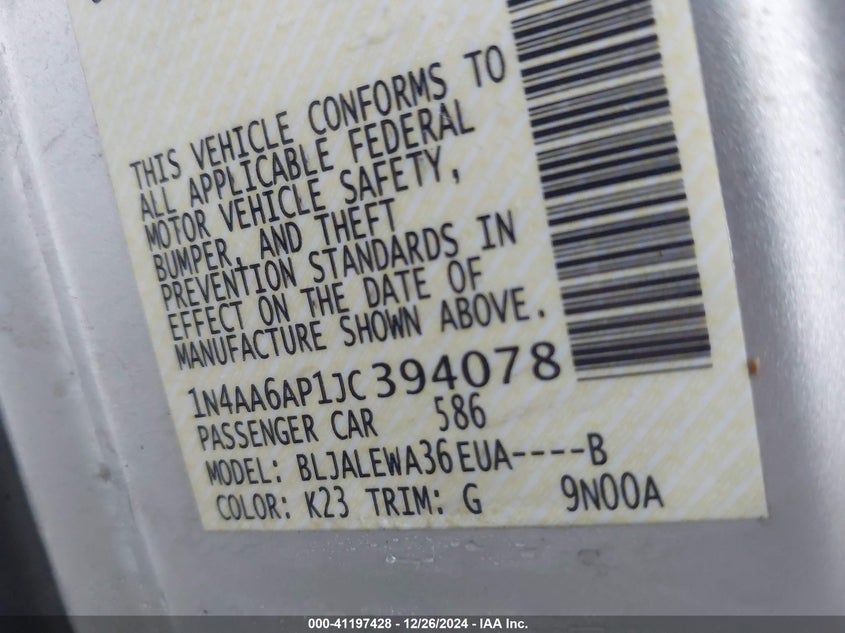 THIS VEHICLE CONFORMS TO
ALL APPLICABLE FEDERAL
MOTOR VEHICLE SAFETY,
BUMPER, AND THEFT
PREVENTION STANDARDS IN
EFFECT ON THE DATE OF
MANUFACTURE SHOWN ABOVE.
1N4AA6AP1JC394078
PASSENGER CAR 586
MODEL: BLJALEWA36EUA----B
COLOR: K23 TRIM: G 9N00A
000-41197428 - 12/26/2024 - IAA Inc.